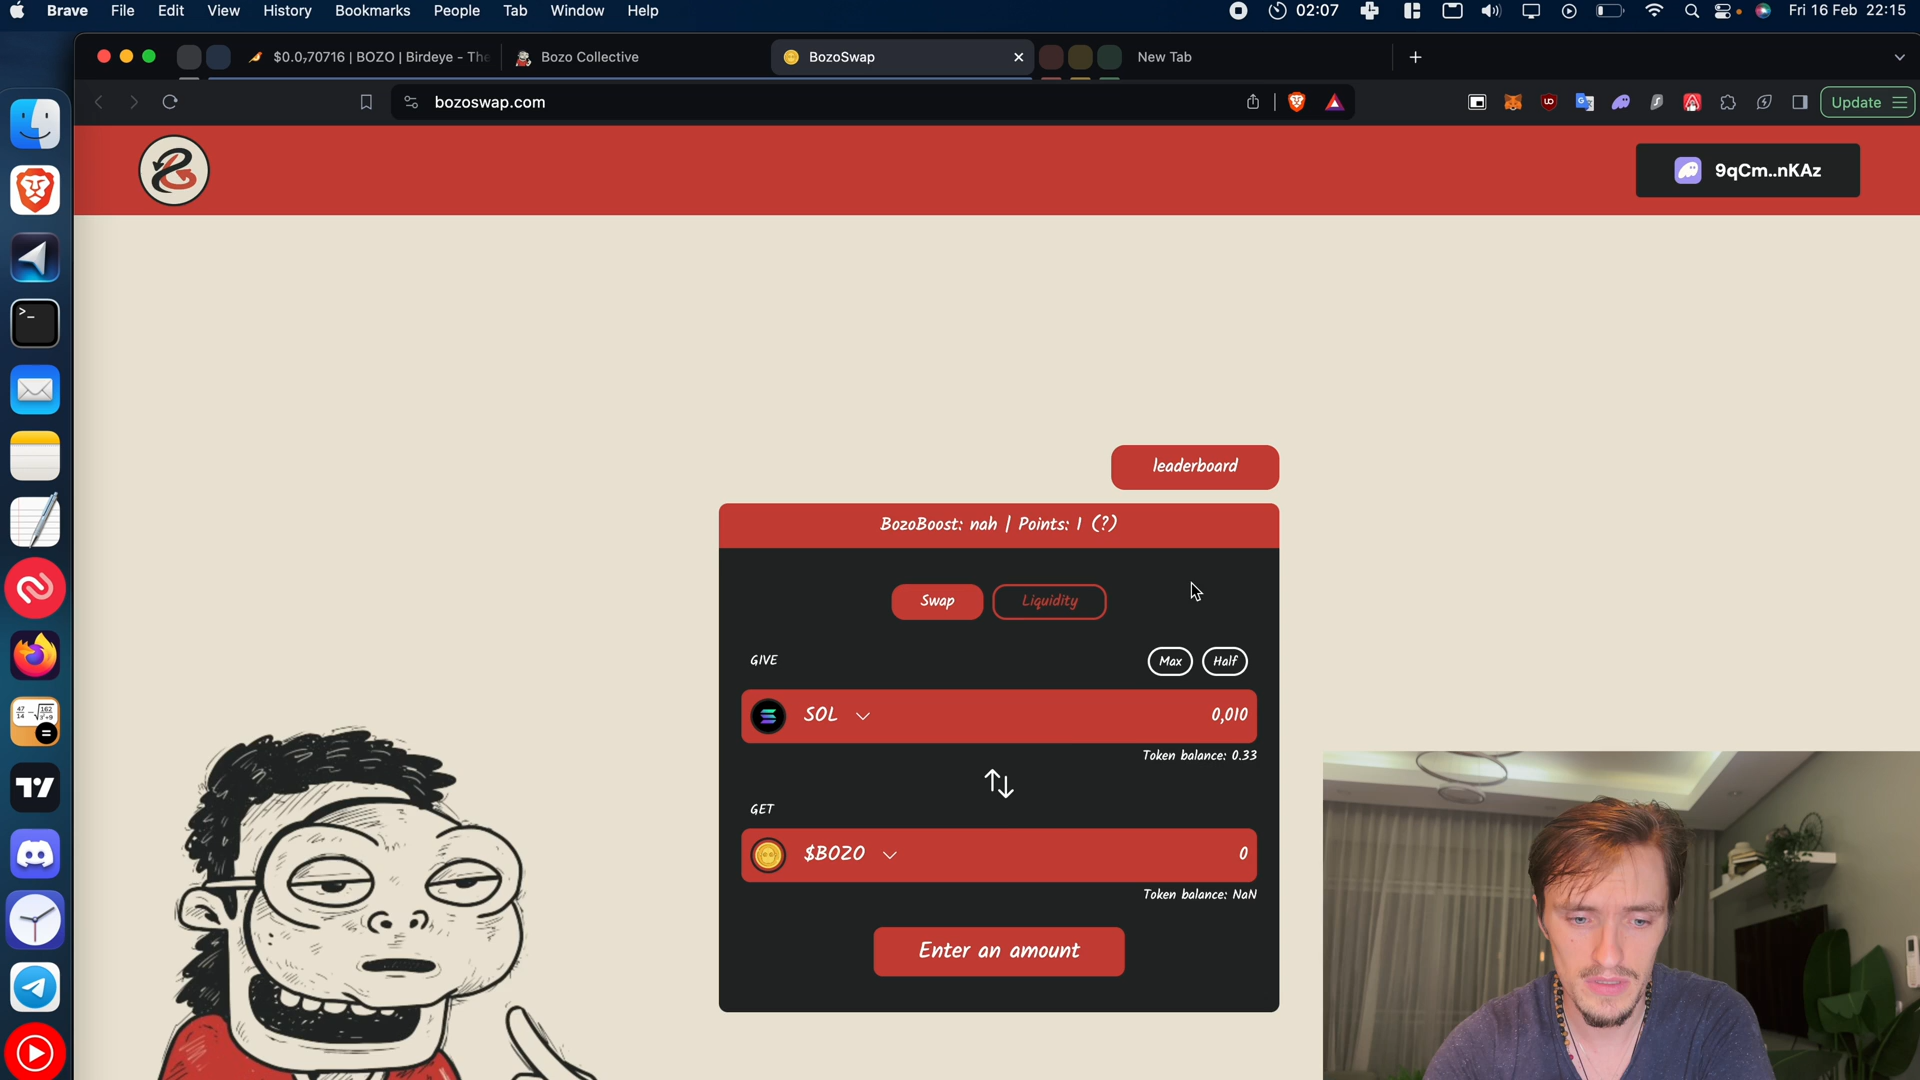 Brave File Edit View History Bookmarks People Tab Window Help 02:07 Fri 16 Feb 22:15
$0.0₇70716 | BOZO | Birdeye - The Bozo Collective BozoSwap New Tab
bozoswap.com Update
9qCm..nKAz
leaderboard
BozoBoost: nah | Points: 1 (?)
Swap Liquidity
GIVE Max Half
SOL 0,010
Token balance: 0.33
GET
$BOZO 0
Token balance: NaN
Enter an amount